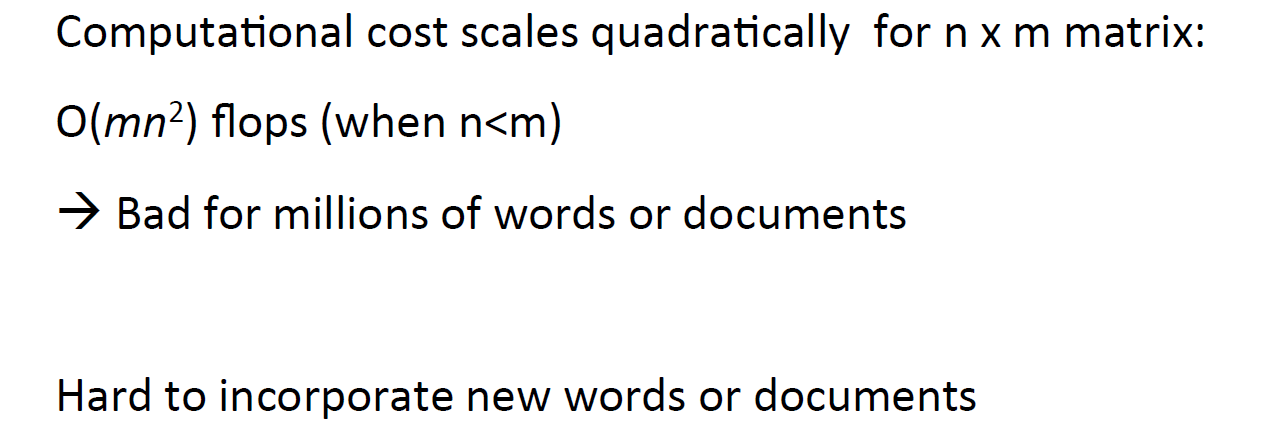 Computational cost scales quadratically  for n x m matrix:
O(mn²) flops (when n<m)
→ Bad for millions of words or documents
Hard to incorporate new words or documents